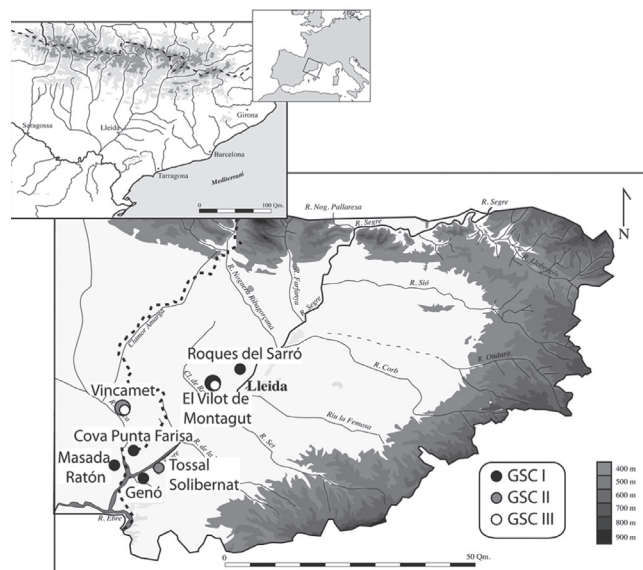 Saragossa
Lleida
Girona
Barcelona
Tarragona
Mediterrani
0 100 Qm.
R. Nog. Pallaresa
R. Segre
R. Segre
N
R. Llobregós
R. Noguera Ribagorçana
R. Farfanya
R. Segre
R. Sió
Clamor Amarga
Roques del Sarró
R. Corb
R. Ondara
Lleida
Vincamet
El Vilot de
Montagut
Riu la Femosa
Cova Punta Farisa
R. Set
Masada
Ratón
Tossal
Solibernat
Genó
R. Ebre
GSC I
GSC II
GSC III
400 m
500 m
600 m
700 m
800 m
900 m
0 50 Qm.